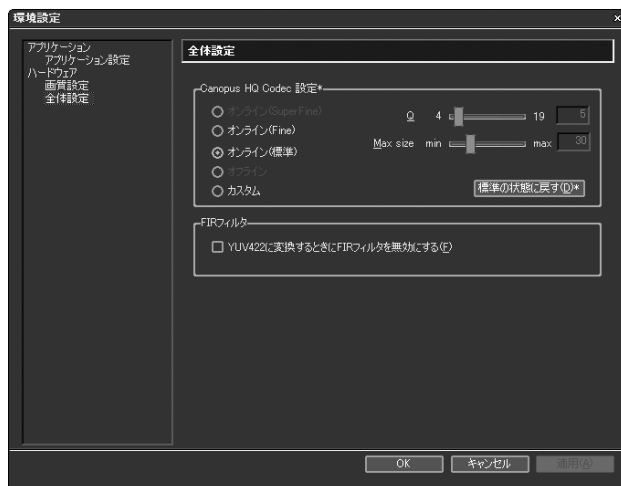 環境設定
×
アプリケーション
アプリケーション設定
ハードウェア
画質設定
全体設定
全体設定
Canopus HQ Codec 設定*
オンライン(SuperFine)
オンライン(Fine)
オンライン(標準)
オフライン
カスタム
Q 4 19 5
Max size min max 30
標準の状態に戻す(D)*
FIRフィルタ
YUV422に変換するときにFIRフィルタを無効にする(F)
OK
キャンセル
適用(A)